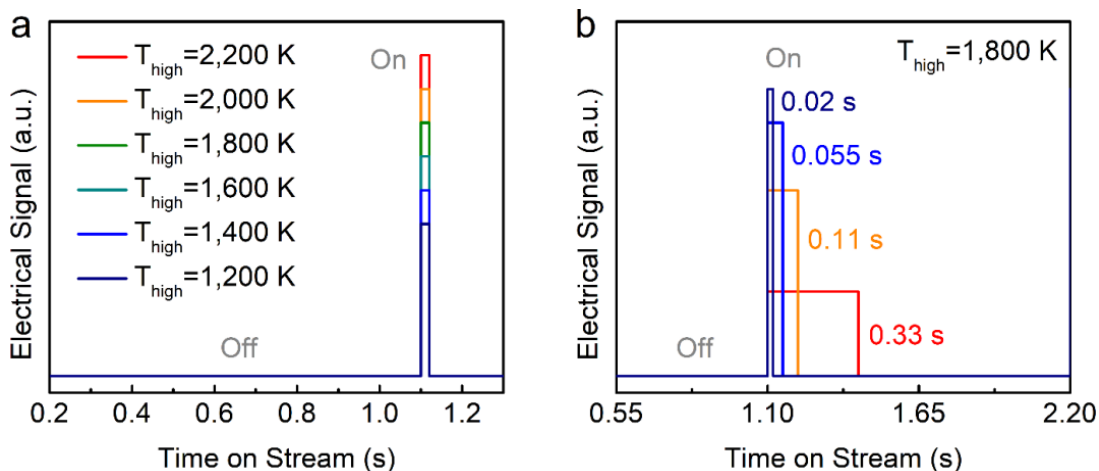 a
On
T_high=2,200 K
T_high=2,000 K
T_high=1,800 K
T_high=1,600 K
T_high=1,400 K
T_high=1,200 K
Off
Electrical Signal (a.u.)
0.2 0.4 0.6 0.8 1.0 1.2
Time on Stream (s)
b
On
T_high=1,800 K
0.02 s
0.055 s
0.11 s
0.33 s
Off
Electrical Signal (a.u.)
0.55 1.10 1.65 2.20
Time on Stream (s)